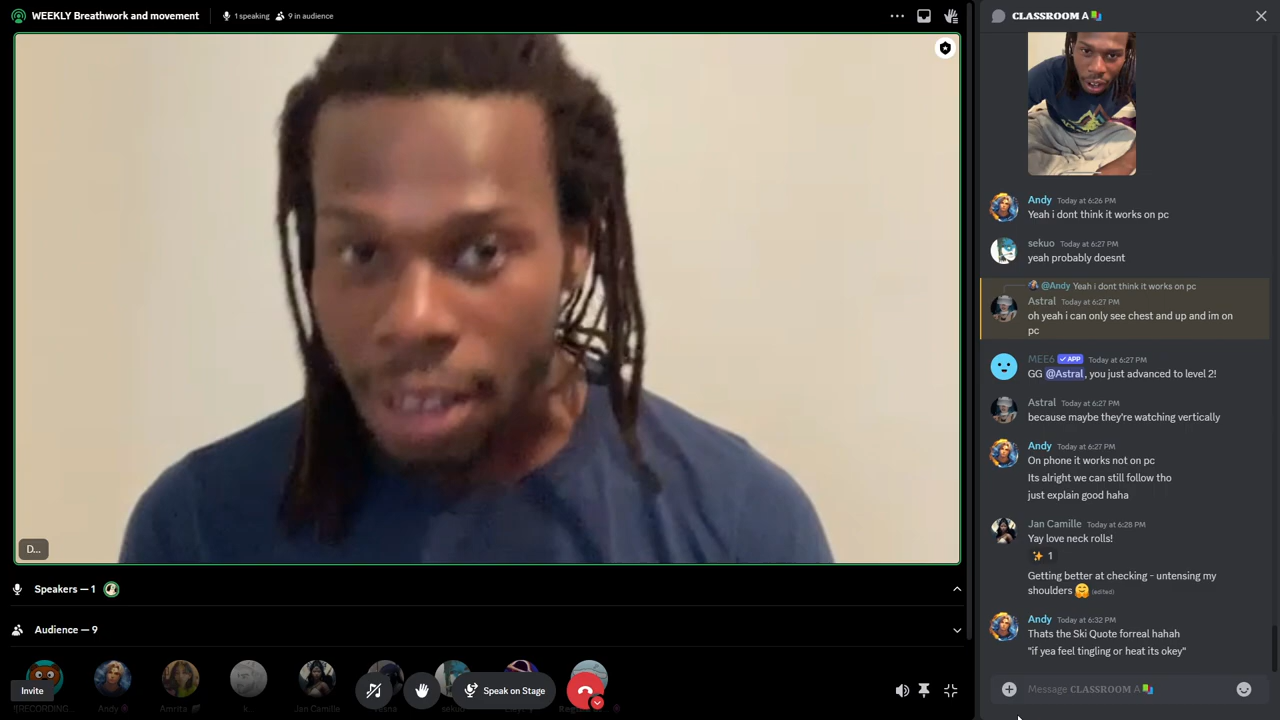 WEEKLY Breathwork and movement
1 speaking
9 in audience
D...
Speakers — 1
Audience — 9
Invite
Andy
Amrita
k...
Jan Camille
Speak on Stage
CLASSROOM A
Andy Today at 6:26 PM
Yeah i dont think it works on pc
sekuo Today at 6:27 PM
yeah probably doesnt
@Andy Yeah i dont think it works on pc
Astral Today at 6:27 PM
oh yeah i can only see chest and up and im on
pc
MEE6 APP Today at 6:27 PM
GG @Astral, you just advanced to level 2!
Astral Today at 6:27 PM
because maybe they're watching vertically
Andy Today at 6:27 PM
On phone it works not on pc
Its alright we can still follow tho
just explain good haha
Jan Camille Today at 6:28 PM
Yay love neck rolls!
✨ 1
Getting better at checking - untensing my
shoulders 🤗 (edited)
Andy Today at 6:32 PM
Thats the Ski Quote forreal hahah
"if yea feel tingling or heat its okey"
Message CLASSROOM A